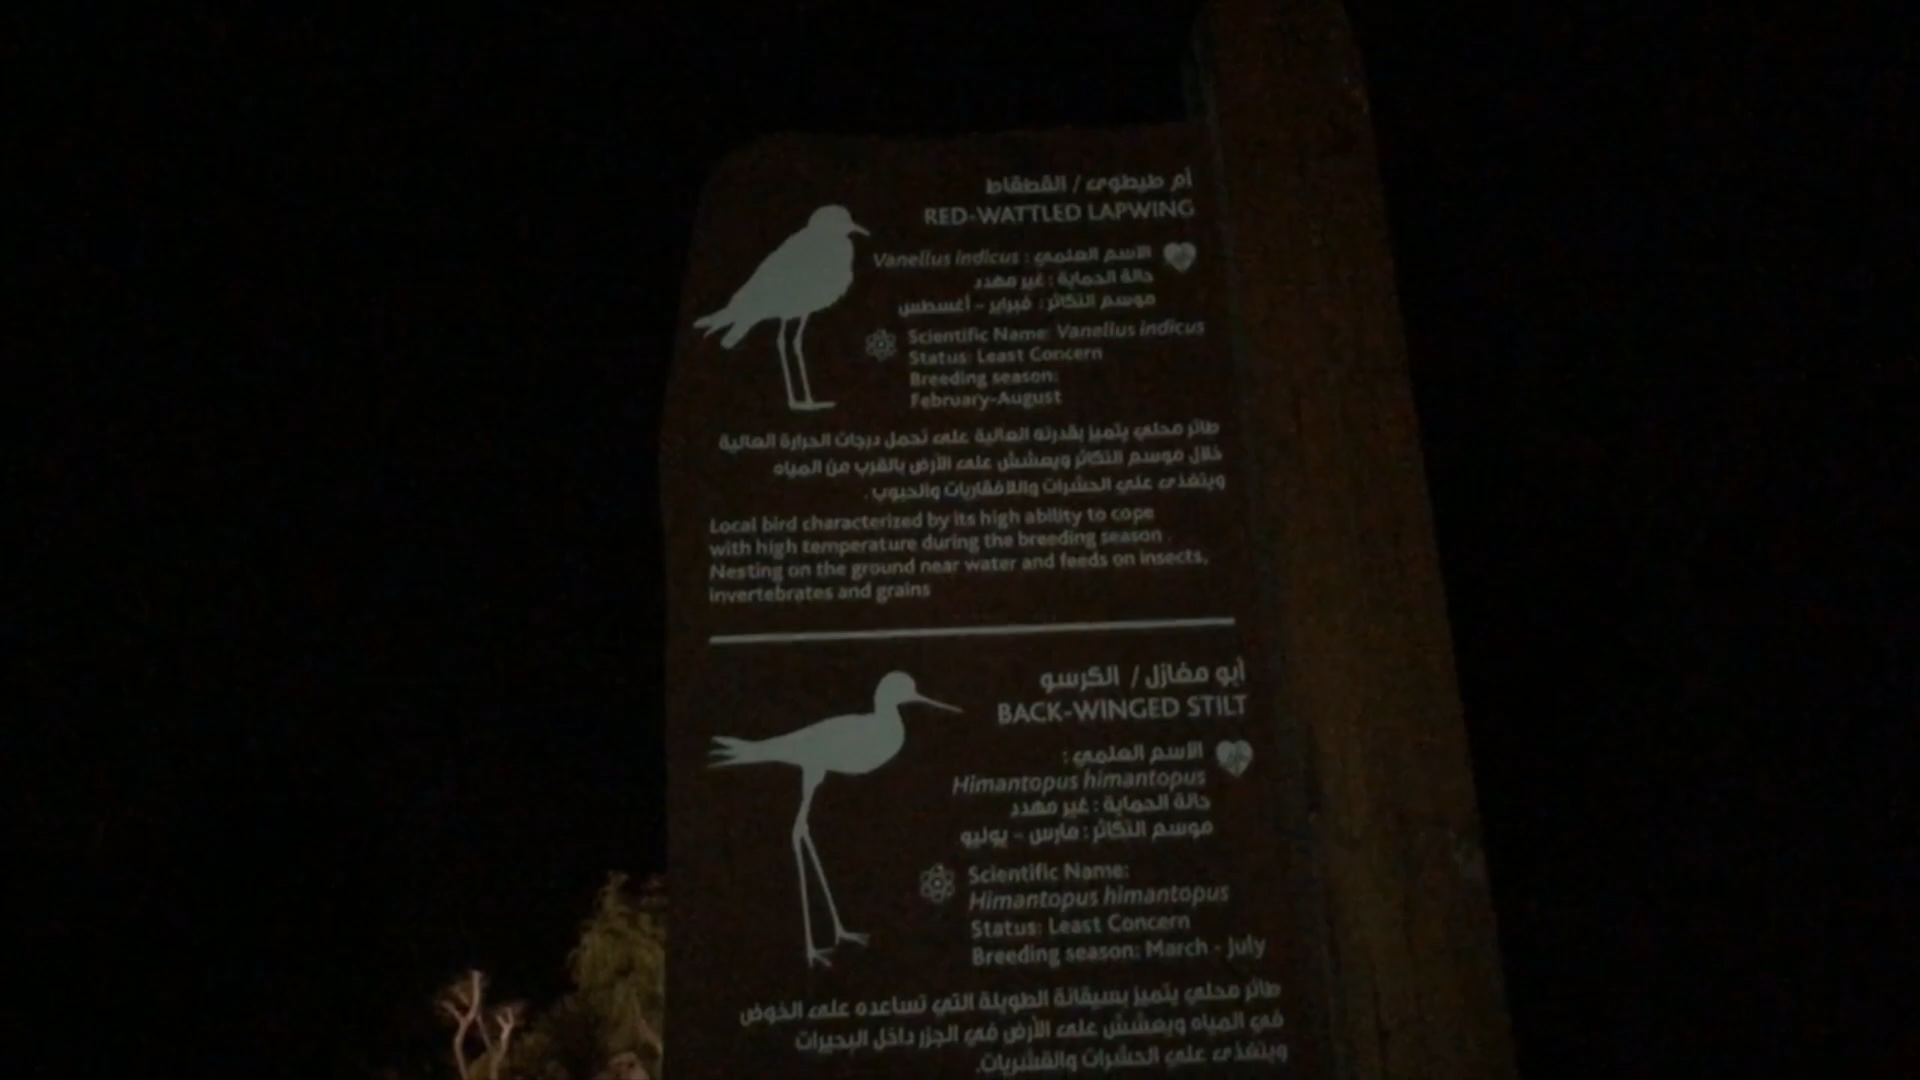 أم طيطوى / القطقاط
RED-WATTLED LAPWING
الاسم العلمي : Vanellus indicus
حالة الحماية : غير مهدد
موسم التكاثر : فبراير - أغسطس
Scientific Name: Vanellus indicus
Status: Least Concern
Breeding season:
February-August
طائر محلي يتميز بقدرته العالية على تحمل درجات الحرارة العالية
خلال موسم التكاثر ويعشش على الأرض بالقرب من المياه
ويتغذى علي الحشرات واللافقاريات والحبوب .
Local bird characterized by its high ability to cope
with high temperature during the breeding season .
Nesting on the ground near water and feeds on insects,
invertebrates and grains
أبو مغازل / الكرسو
BACK-WINGED STILT
الاسم العلمي :
Himantopus himantopus
حالة الحماية : غير مهدد
موسم التكاثر : مارس - يوليو
Scientific Name:
Himantopus himantopus
Status: Least Concern
Breeding season: March - July
طائر محلي يتميز بسيقانة الطويلة التي تساعده على الخوض
في المياه ويعشش على الأرض في الجزر داخل البحيرات
ويتغذى علي الحشرات والقشريات.